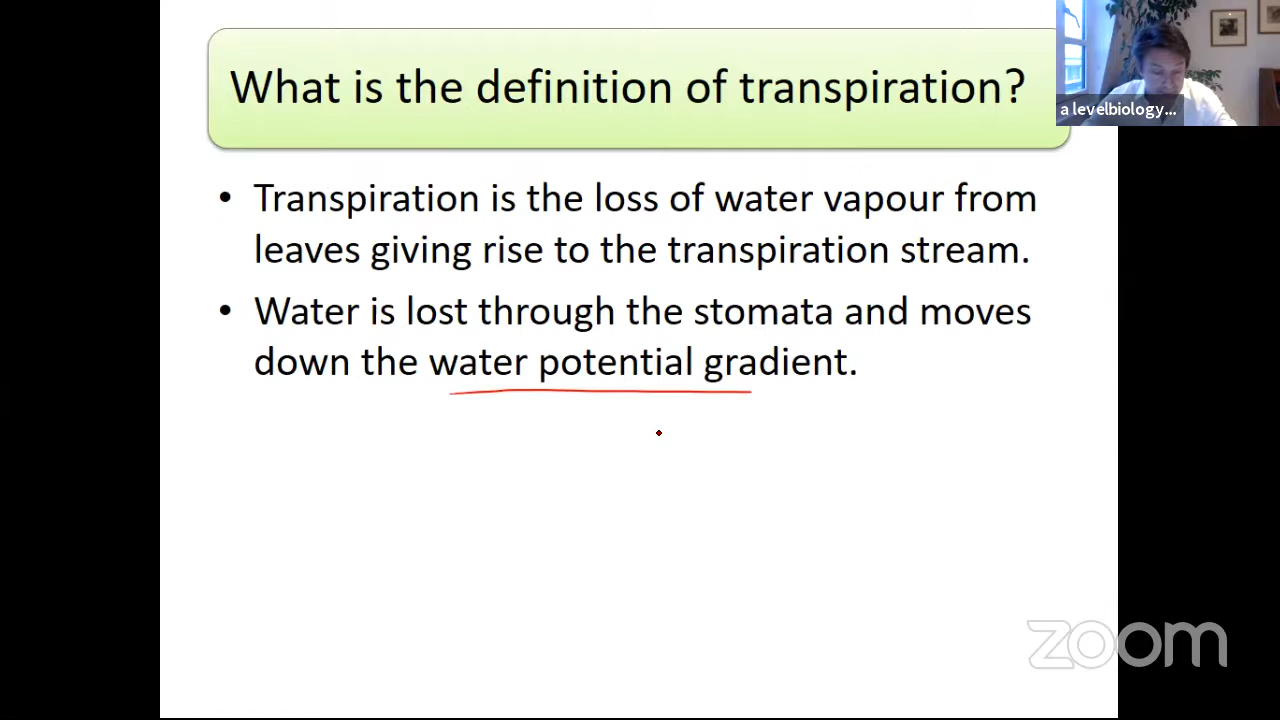 What is the definition of transpiration?
a levelbiology...
• Transpiration is the loss of water vapour from
leaves giving rise to the transpiration stream.
• Water is lost through the stomata and moves
down the water potential gradient.
zoom